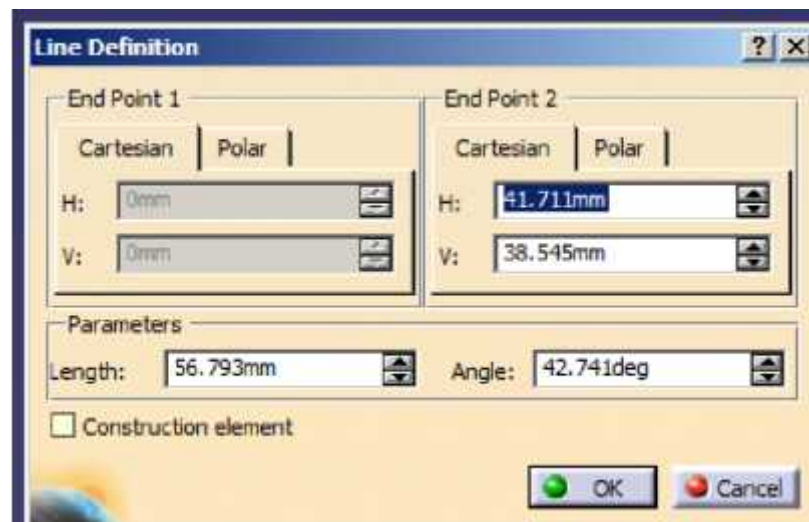 Line Definition ? X
End Point 1 End Point 2
Cartesian Polar Cartesian Polar
H: 0mm H: 41.711mm
V: 0mm V: 38.545mm
Parameters
Length: 56.793mm Angle: 42.741deg
Construction element
OK Cancel